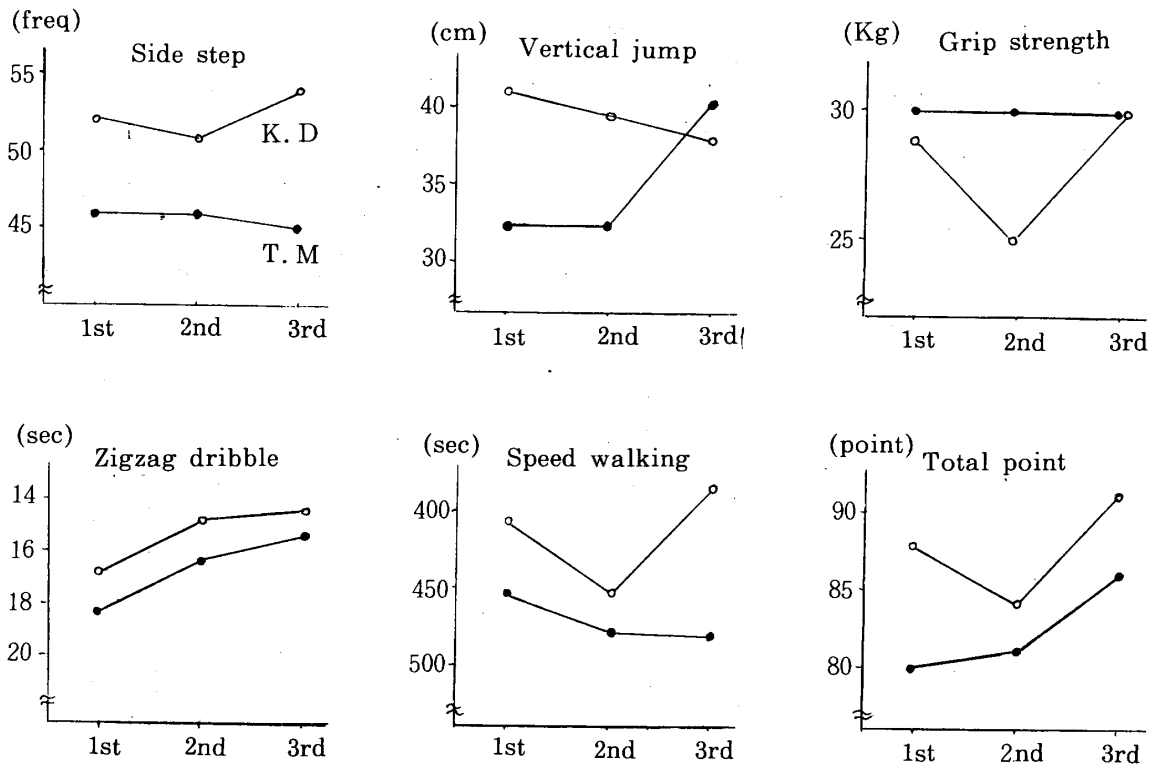 (freq)
Side step
55
50
45
K. D
T. M
1st 2nd 3rd
(cm)
Vertical jump
40
35
30
1st 2nd 3rd
(Kg)
Grip strength
30
25
1st 2nd 3rd
(sec)
Zigzag dribble
14
16
18
20
1st 2nd 3rd
(sec)
Speed walking
400
450
500
1st 2nd 3rd
(point)
Total point
90
85
80
1st 2nd 3rd